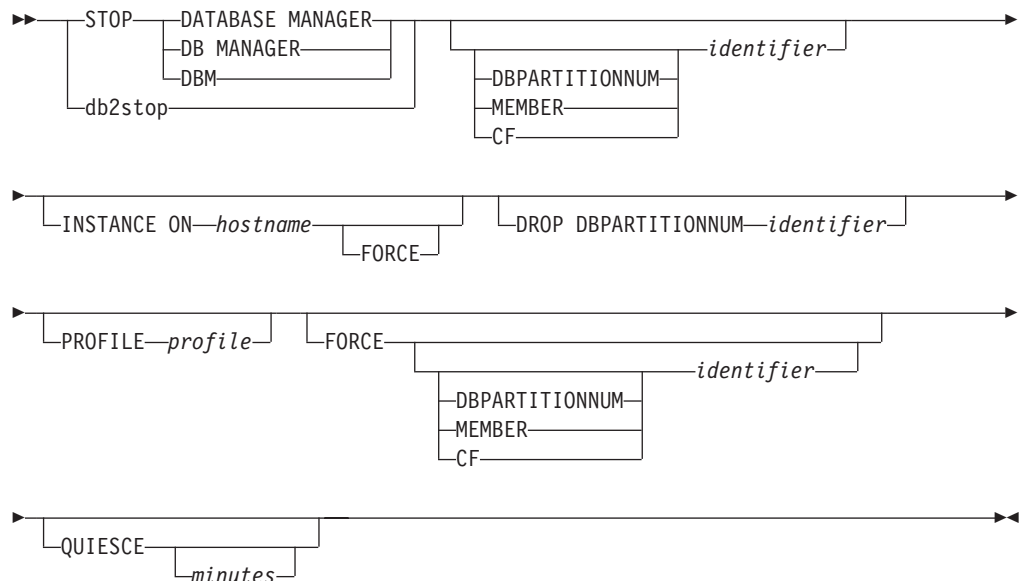 STOP DATABASE MANAGER
DB MANAGER identifier
DBM DBPARTITIONNUM
db2stop MEMBER
CF
INSTANCE ON hostname DROP DBPARTITIONNUM identifier
FORCE
PROFILE profile FORCE
identifier
DBPARTITIONNUM
MEMBER
CF
QUIESCE
minutes